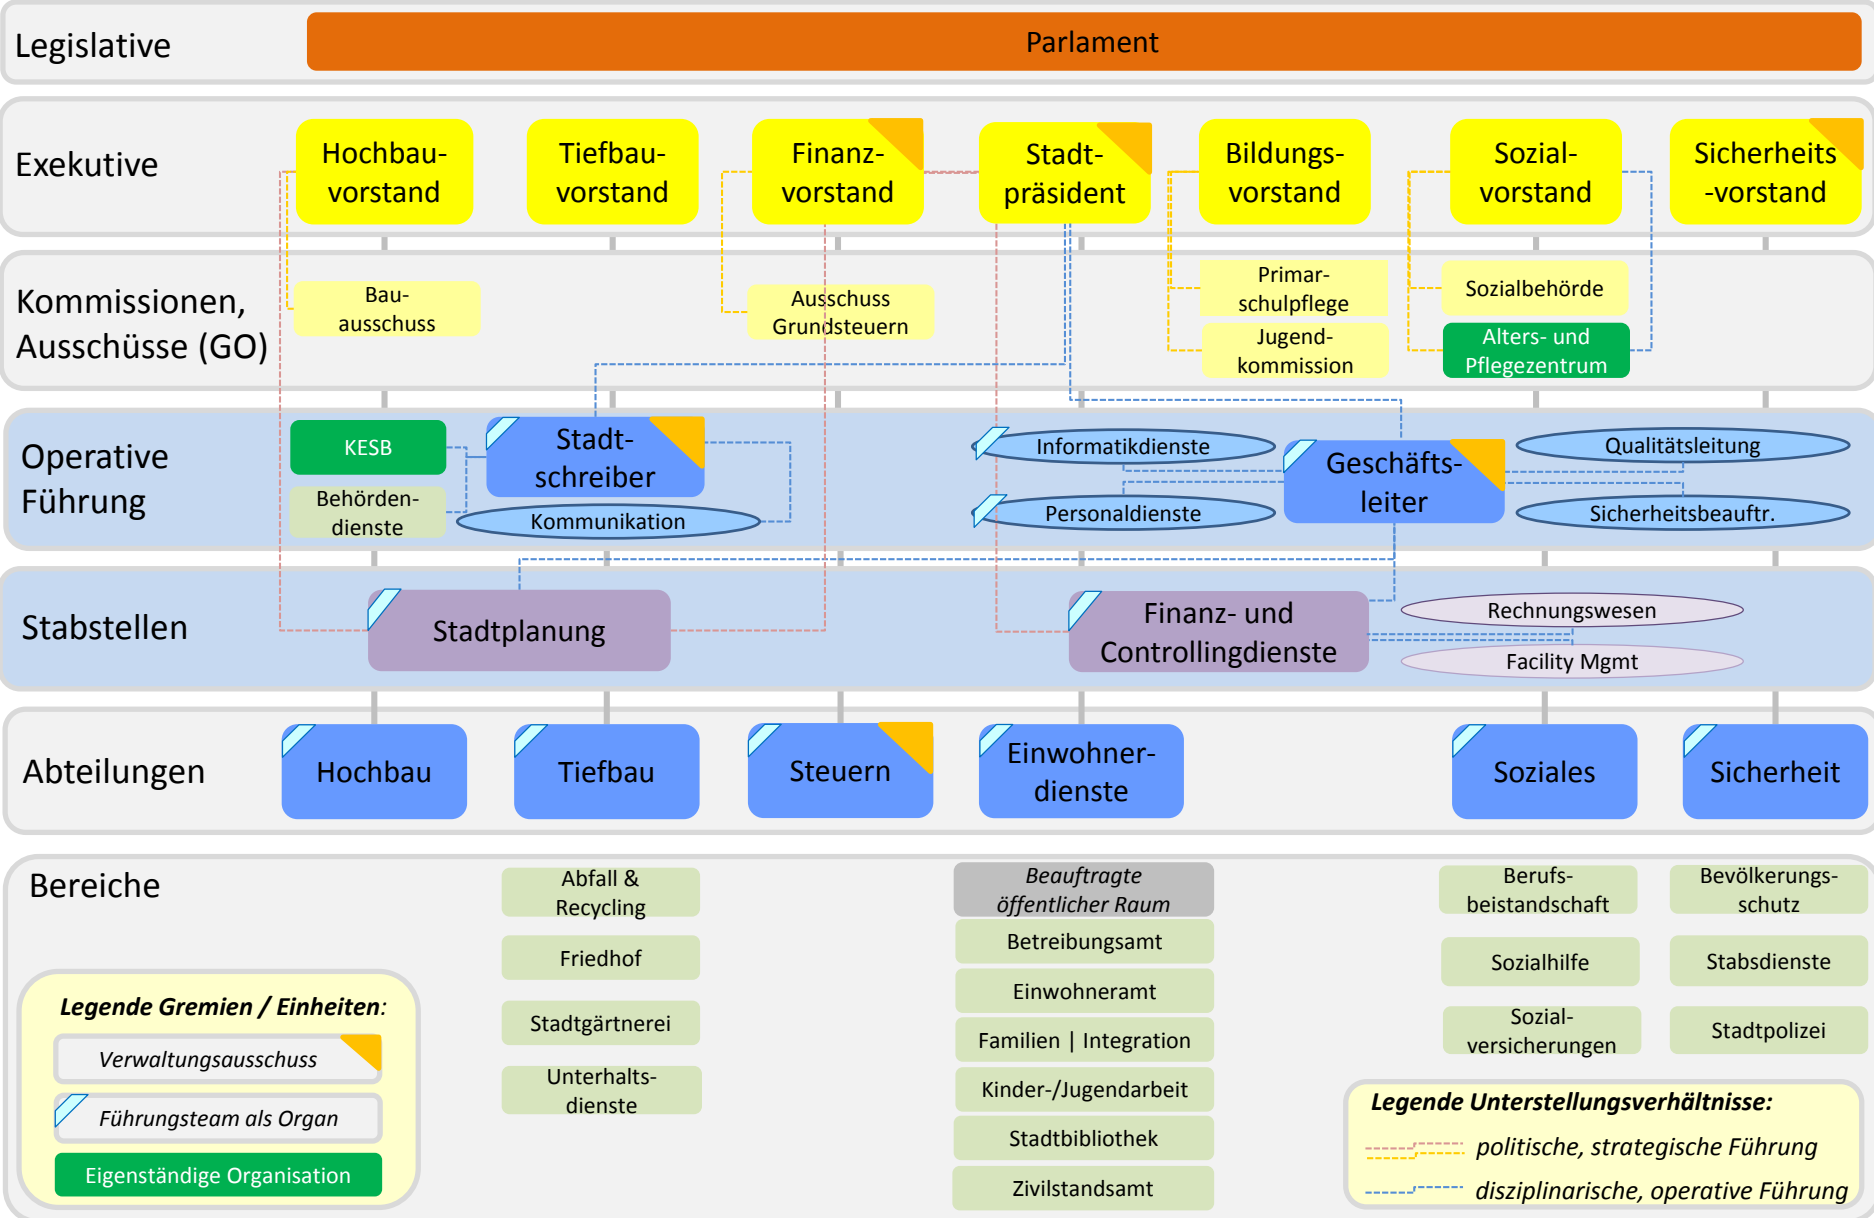 Legislative
Parlament
Exekutive
Hochbau-
vorstand
Tiefbau-
vorstand
Finanz-
vorstand
Stadt-
präsident
Bildungs-
vorstand
Sozial-
vorstand
Sicherheits
-vorstand
Kommissionen,
Ausschüsse (GO)
Bau-
ausschuss
Ausschuss
Grundsteuern
Primar-
schulpflege
Jugend-
kommission
Sozialbehörde
Alters- und
Pflegezentrum
Operative
Führung
KESB
Behörden-
dienste
Stadt-
schreiber
Kommunikation
Informatikdienste
Personaldienste
Geschäfts-
leiter
Qualitätsleitung
Sicherheitsbeauftr.
Stabstellen
Stadtplanung
Finanz- und
Controllingdienste
Rechnungswesen
Facility Mgmt
Abteilungen
Hochbau
Tiefbau
Steuern
Einwohner-
dienste
Soziales
Sicherheit
Bereiche
Abfall &
Recycling
Friedhof
Stadtgärtnerei
Unterhalts-
dienste
Beauftragte
öffentlicher Raum
Betreibungsamt
Einwohneramt
Familien | Integration
Kinder-/Jugendarbeit
Stadtbibliothek
Zivilstandsamt
Berufs-
beistandschaft
Sozialhilfe
Sozial-
versicherungen
Bevölkerungs-
schutz
Stabsdienste
Stadtpolizei
Legende Gremien / Einheiten:
Verwaltungsausschuss
Führungsteam als Organ
Eigenständige Organisation
Legende Unterstellungsverhältnisse:
politische, strategische Führung
disziplinarische, operative Führung